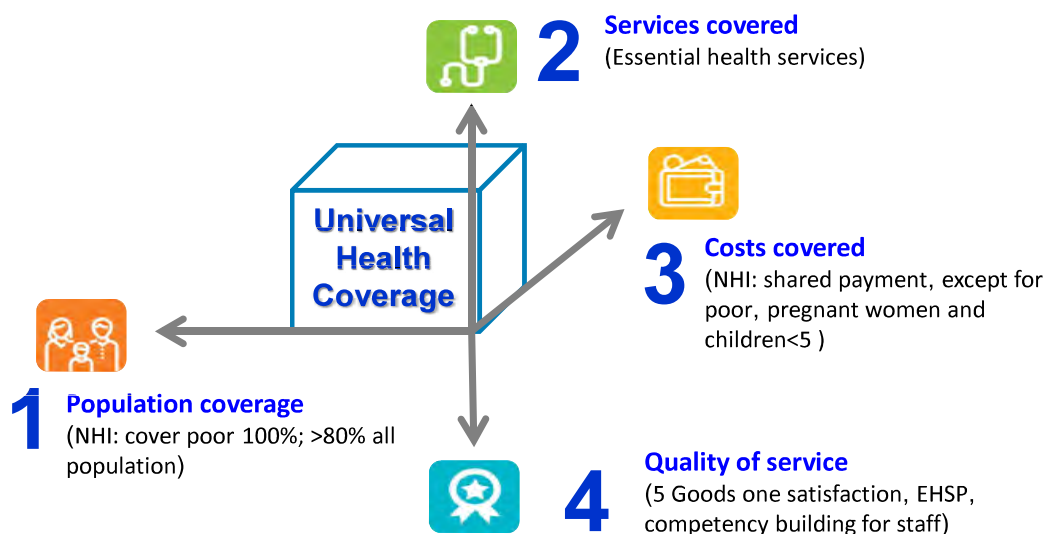 2
Services covered
(Essential health services)
Universal
Health
Coverage
3
Costs covered
(NHI: shared payment, except for
poor, pregnant women and
children<5 )
1
Population coverage
(NHI: cover poor 100%; >80% all
population)
4
Quality of service
(5 Goods one satisfaction, EHSP,
competency building for staff)